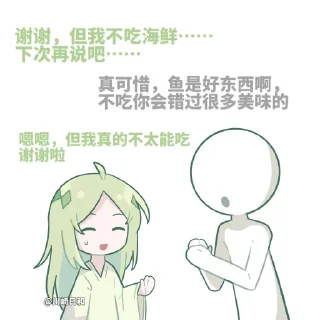 谢谢，但我不吃海鲜……
下次再说吧……
真可惜，鱼是好东西啊，
不吃你会错过很多美味的
嗯嗯，但我真的不太能吃
谢谢啦